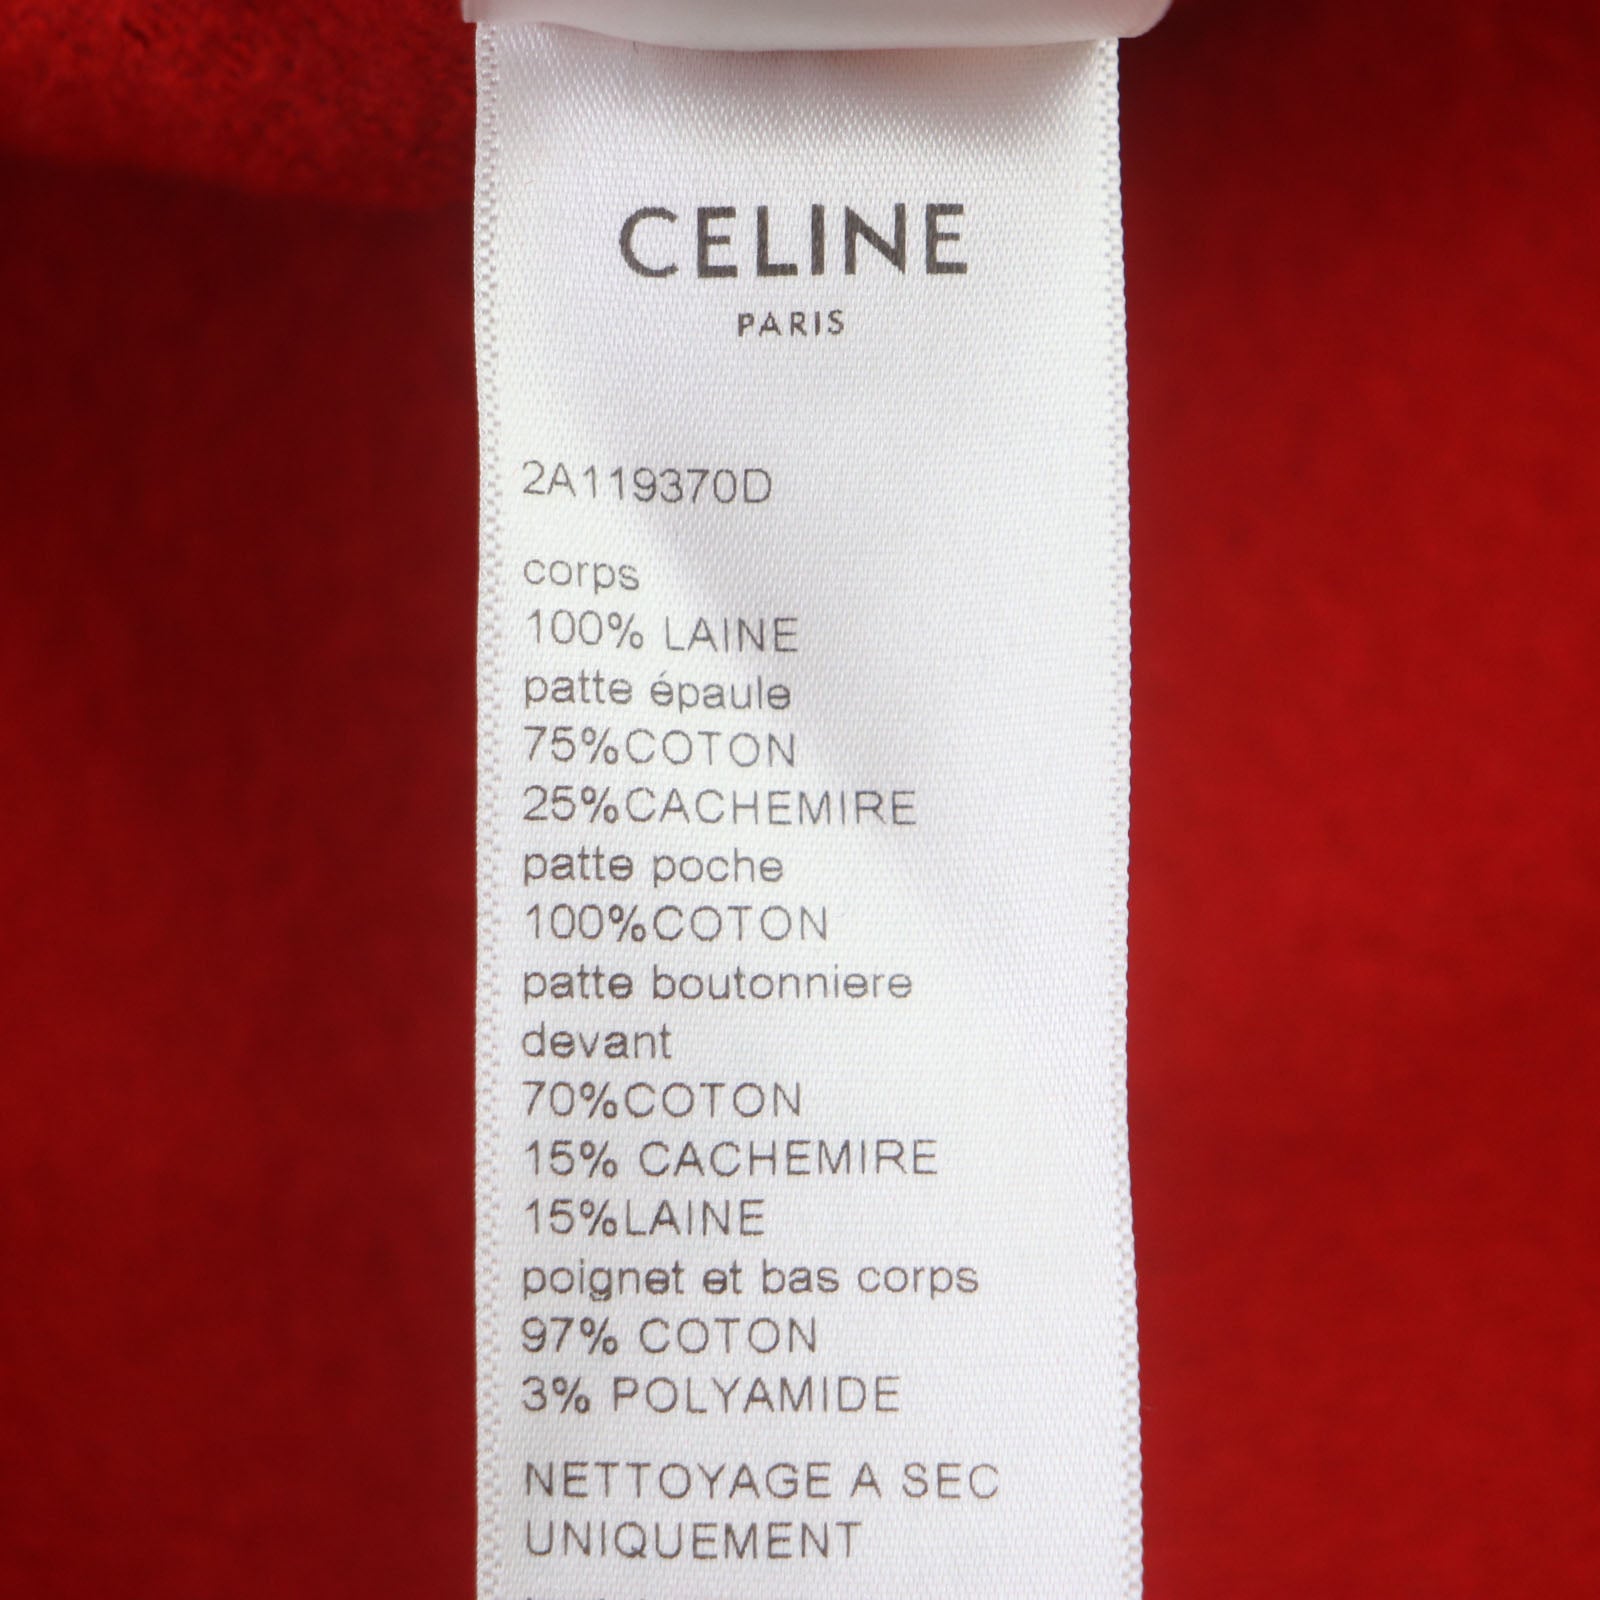 CELINE
PARIS
2A119370D
corps
100% LAINE
patte épaule
75%COTON
25%CACHEMIRE
patte poche
100%COTON
patte boutonniere
devant
70%COTON
15% CACHEMIRE
15%LAINE
poignet et bas corps
97% COTON
3% POLYAMIDE
NETTOYAGE A SEC
UNIQUEMENT